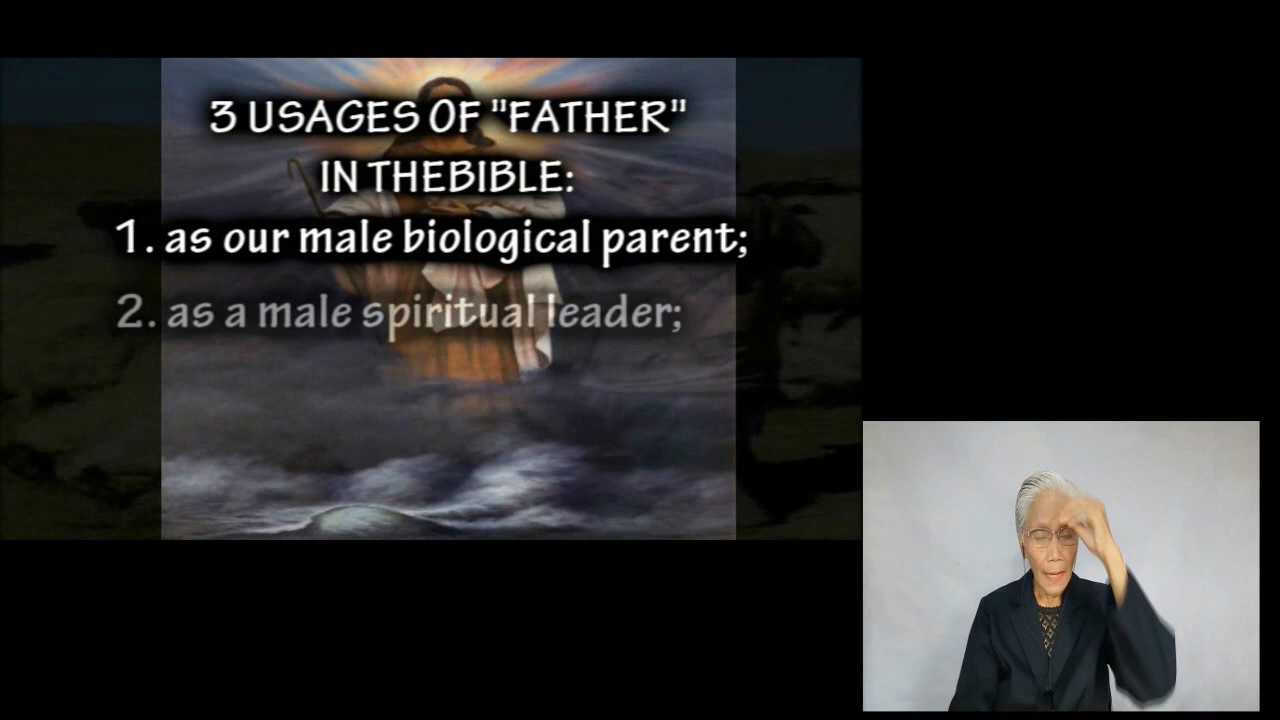 3 USAGES OF "FATHER"
IN THEBIBLE:
1. as our male biological parent;
2. as a male spiritual leader;